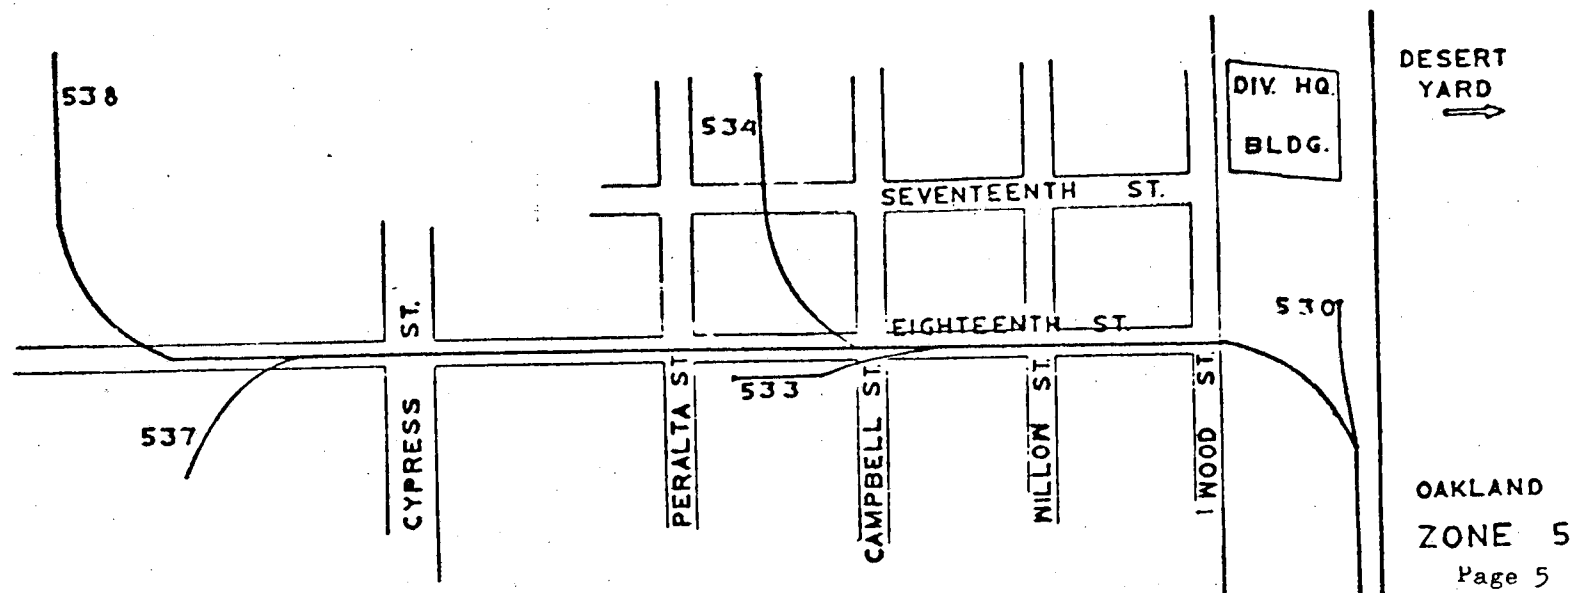 538
534
DIV. HQ.
BLDG.
DESERT
YARD
SEVENTEENTH ST.
EIGHTEENTH ST.
530
533
537
CYPRESS ST.
PERALTA ST
CAMPBELL ST.
WILLOW ST.
WOOD ST.
OAKLAND
ZONE 5
Page 5